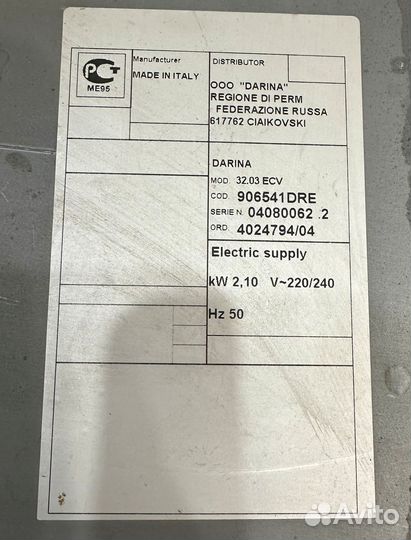 РСТ
ME95
Manufacturer
MADE IN ITALY
DISTRIBUTOR
OOO "DARINA"
REGIONE DI PERM
FEDERAZIONE RUSSA
617762 CIAIKOVSKI
DARINA
MOD. 32.03 ECV
COD. 906541DRE
SERIE N. 04080062 .2
ORD. 4024794/04
Electric supply
kW 2,10 V~220/240
Hz 50
Avito